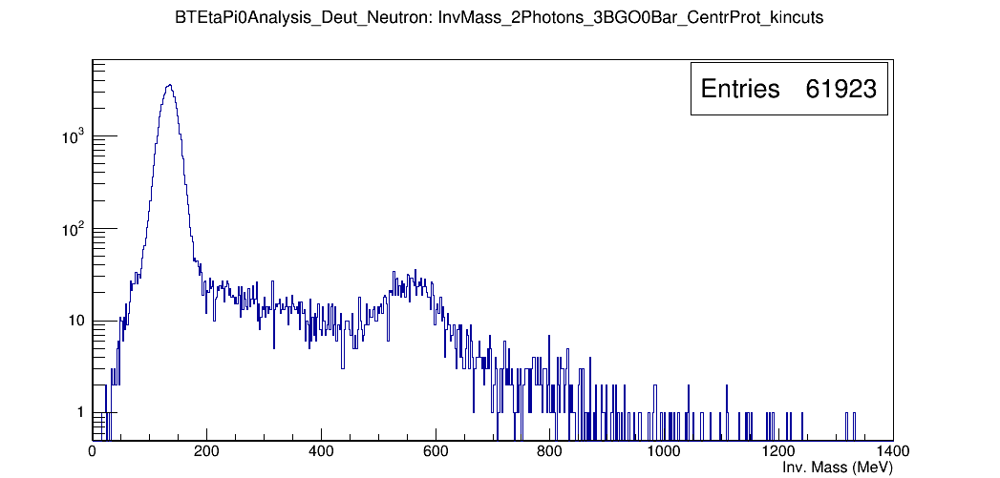 BTEtaPi0Analysis_Deut_Neutron: InvMass_2Photons_3BGO0Bar_CentrProt_kincuts
Entries 61923
10³
10²
10
1
0 200 400 600 800 1000 1200 1400
Inv. Mass (MeV)